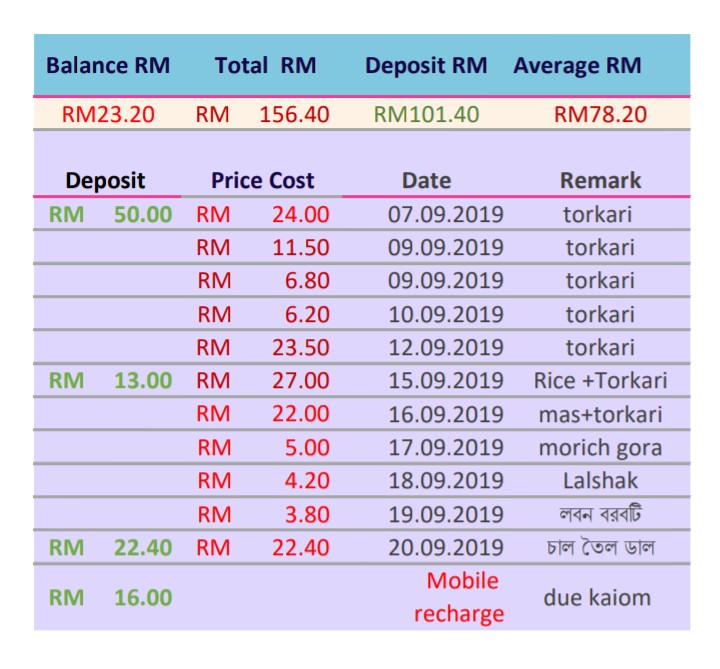 Balance RM Total RM Deposit RM Average RM
RM23.20 RM 156.40 RM101.40 RM78.20
Deposit Price Cost Date Remark
RM 50.00 RM 24.00 07.09.2019 torkari
RM 11.50 09.09.2019 torkari
RM 6.80 09.09.2019 torkari
RM 6.20 10.09.2019 torkari
RM 23.50 12.09.2019 torkari
RM 13.00 RM 27.00 15.09.2019 Rice +Torkari
RM 22.00 16.09.2019 mas+torkari
RM 5.00 17.09.2019 morich gora
RM 4.20 18.09.2019 Lalshak
RM 3.80 19.09.2019 লবন বরবটি
RM 22.40 RM 22.40 20.09.2019 চাল তৈল ডাল
RM 16.00 Mobile
recharge due kaiom